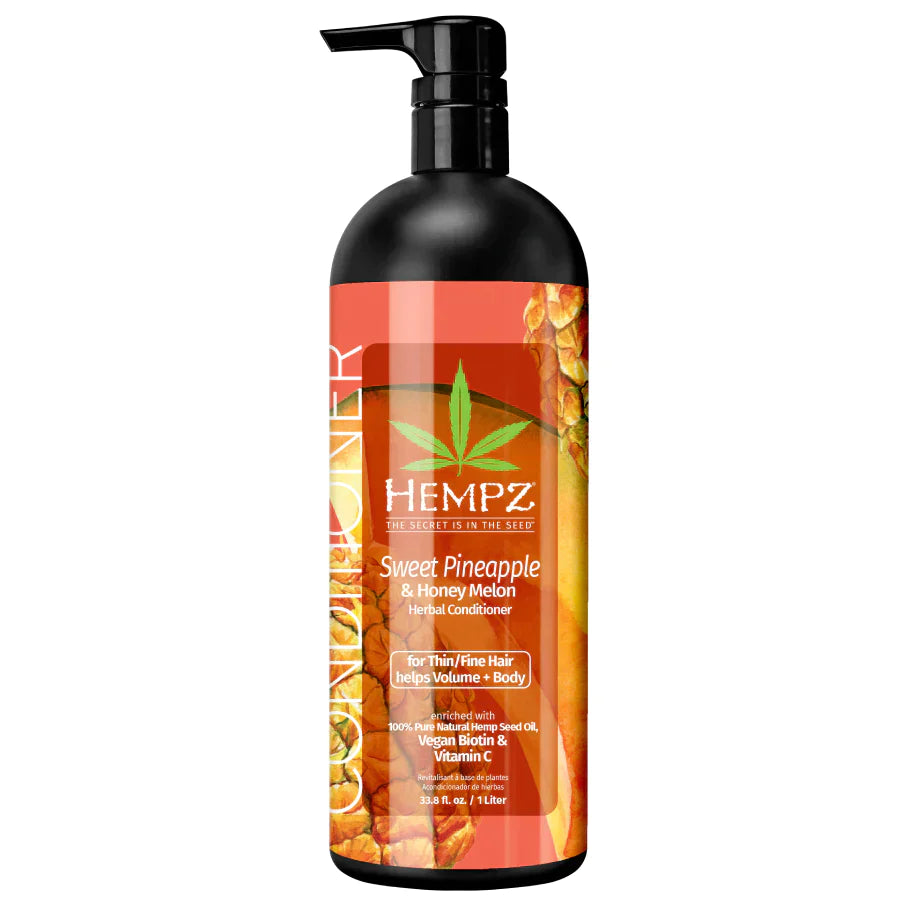 CONDITIONER
HEMPZ®
THE SECRET IS IN THE SEED™
Sweet Pineapple
& Honey Melon
Herbal Conditioner
for Thin/Fine Hair
helps Volume + Body
enriched with
100% Pure Natural Hemp Seed Oil,
Vegan Biotin &
Vitamin C
Revitalisant à base de plantes
Acondicionador de hierbas
33.8 fl. oz. / 1 Liter